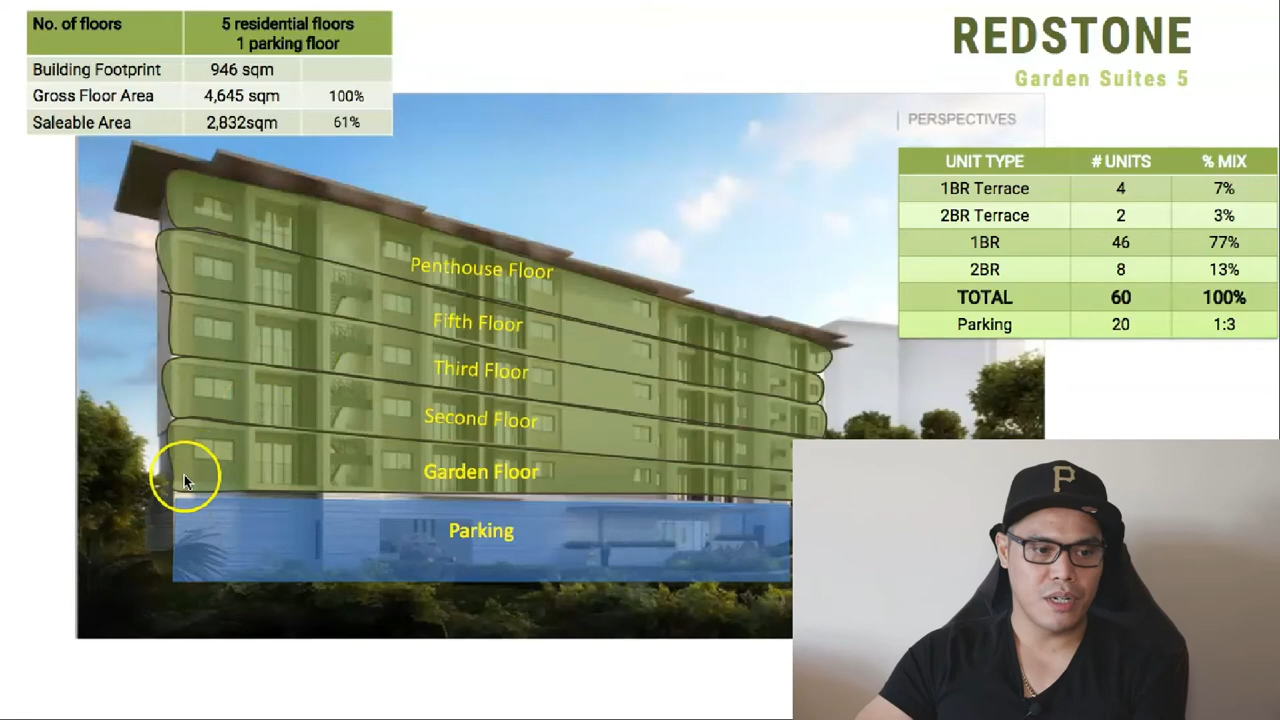 No. of floors 5 residential floors
1 parking floor
Building Footprint 946 sqm
Gross Floor Area 4,645 sqm 100%
Saleable Area 2,832sqm 61%
REDSTONE
Garden Suites 5
PERSPECTIVES
UNIT TYPE # UNITS % MIX
1BR Terrace 4 7%
2BR Terrace 2 3%
1BR 46 77%
2BR 8 13%
TOTAL 60 100%
Parking 20 1:3
Penthouse Floor
Fifth Floor
Third Floor
Second Floor
Garden Floor
Parking
P